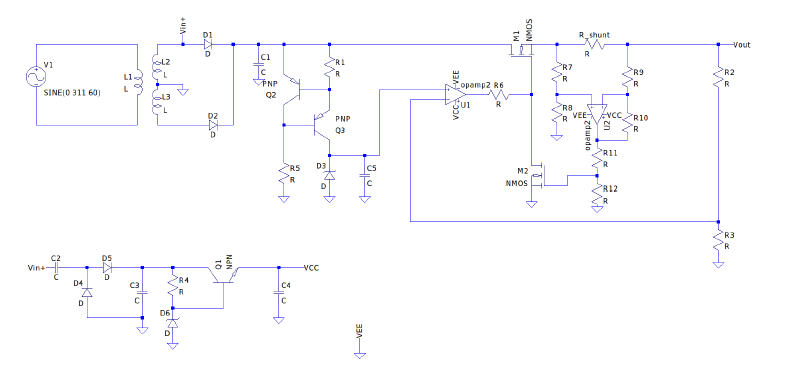 Vin+
D1
D
M1
NMOS
R_shunt
R
Vout
V1
SINE(0 311 60)
L1
L
L2
L
L3
L
C1
C
PNP
Q2
R1
R
VEE
opamp2
R6
R
VCC
U1
R7
R
R9
R
R2
R
R8
R
VEE
VCC
U2
opamp2
R10
R
D2
D
PNP
Q3
R5
R
D3
D
C5
C
M2
NMOS
R11
R
R12
R
R3
R
Vin+
C2
C
D5
D
D4
D
C3
C
R4
R
D6
D
Q1
NPN
C4
C
VCC
VEE